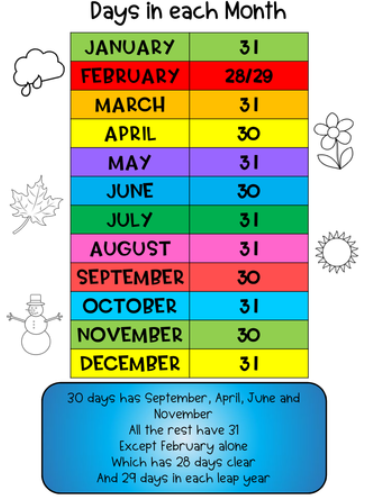 Days in each Month
JANUARY 31
FEBRUARY 28/29
MARCH 31
APRIL 30
MAY 31
JUNE 30
JULY 31
AUGUST 31
SEPTEMBER 30
OCTOBER 31
NOVEMBER 30
DECEMBER 31
30 days has September, April, June and
November
All the rest have 31
Except February alone
Which has 28 days clear
And 29 days in each leap year